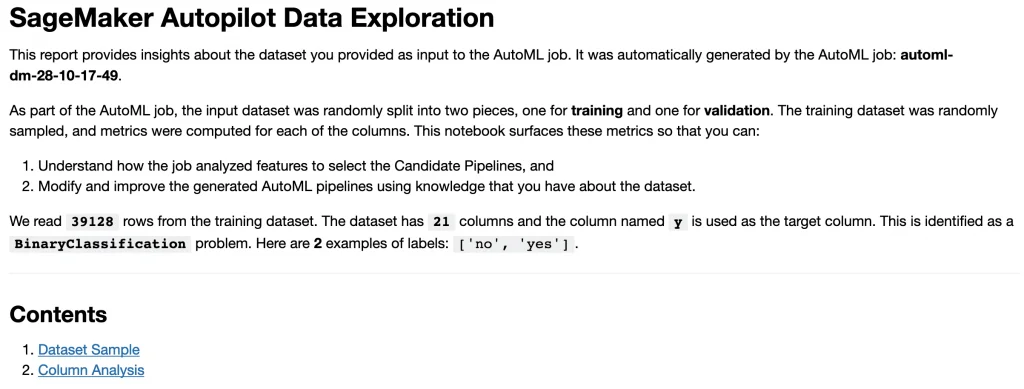 SageMaker Autopilot Data Exploration
This report provides insights about the dataset you provided as input to the AutoML job. It was automatically generated by the AutoML job: automl-
dm-28-10-17-49.
As part of the AutoML job, the input dataset was randomly split into two pieces, one for training and one for validation. The training dataset was randomly
sampled, and metrics were computed for each of the columns. This notebook surfaces these metrics so that you can:
1. Understand how the job analyzed features to select the Candidate Pipelines, and
2. Modify and improve the generated AutoML pipelines using knowledge that you have about the dataset.
We read 39128 rows from the training dataset. The dataset has 21 columns and the column named y is used as the target column. This is identified as a
BinaryClassification problem. Here are 2 examples of labels: ['no', 'yes'].
Contents
1. Dataset Sample
2. Column Analysis